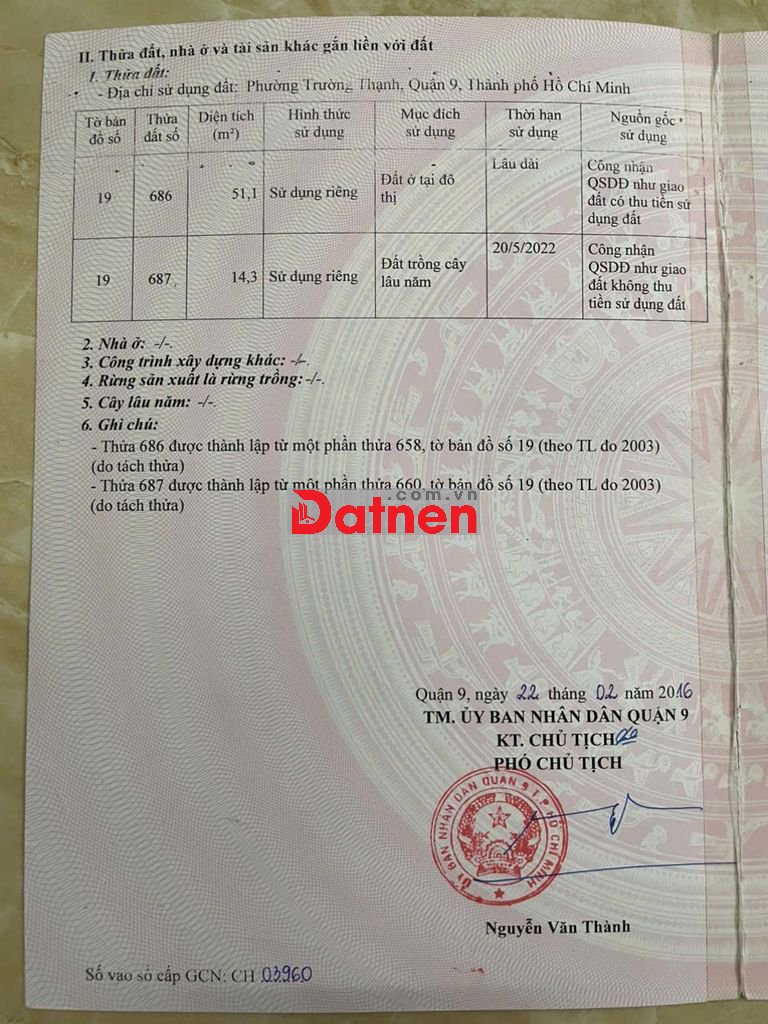 II. Thửa đất, nhà ở và tài sản khác gắn liền với đất
1. Thửa đất:
- Địa chỉ sử dụng đất: Phường Trường Thạnh, Quận 9, Thành phố Hồ Chí Minh
Tờ bản đồ số | Thửa đất số | Diện tích (m²) | Hình thức sử dụng | Mục đích sử dụng | Thời hạn sử dụng | Nguồn gốc sử dụng
19 | 686 | 51,1 | Sử dụng riêng | Đất ở tại đô thị | Lâu dài | Công nhận QSDĐ như giao đất có thu tiền sử dụng đất
19 | 687 | 14,3 | Sử dụng riêng | Đất trồng cây lâu năm | 20/5/2022 | Công nhận QSDĐ như giao đất không thu tiền sử dụng đất
2. Nhà ở: -/-.
3. Công trình xây dựng khác: -/-.
4. Rừng sản xuất là rừng trồng: -/-.
5. Cây lâu năm: -/-.
6. Ghi chú:
- Thửa 686 được thành lập từ một phần thửa 658, tờ bản đồ số 19 (theo TL đo 2003)
(do tách thửa)
- Thửa 687 được thành lập từ một phần thửa 660, tờ bản đồ số 19 (theo TL đo 2003)
(do tách thửa)
.com.vn
Datnen
Quận 9, ngày 22 tháng 02 năm 2016
TM. ỦY BAN NHÂN DÂN QUẬN 9
KT. CHỦ TỊCH
PHÓ CHỦ TỊCH
ỦY BAN NHÂN DÂN QUẬN 9 T.P HỒ CHÍ MINH
Nguyễn Văn Thành
Số vào sổ cấp GCN: CH 03960